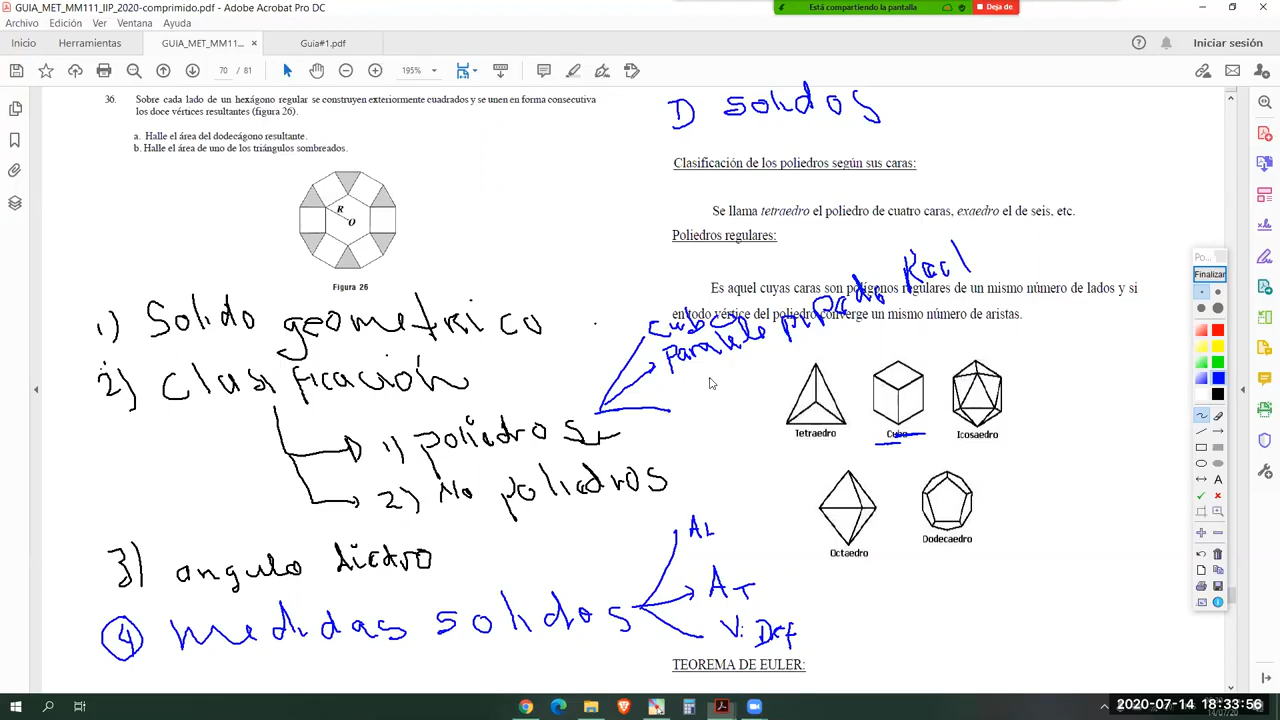 GUIA_MET_MM111_IIP_2020-comprimido.pdf - Adobe Acrobat Pro DC
Está compartiendo la pantalla
Deja de
Archivo Edición Ver Ventana Ayuda
Inicio
Herramientas
GUIA_MET_MM11...
Guia#1.pdf
Iniciar sesión
70 / 81
195%
36. Sobre cada lado de un hexágono regular se construyen exteriormente cuadrados y se unen en forma consecutiva
los doce vértices resultantes (figura 26).
a. Halle el área del dodecágono resultante.
b. Halle el área de uno de los triángulos sombreados.
R
O
Figura 26
1) Solido geometrico
2) Clasificación
1) poliedros
2) No poliedros
3) angulo diedro
4 medidas solidos
AL
AT
V: Def
Cubo
Paralelepipedo Rect
D solidos
Clasificación de los poliedros según sus caras:
Se llama tetraedro el poliedro de cuatro caras, exaedro el de seis, etc.
Poliedros regulares:
Es aquel cuyas caras son polígonos regulares de un mismo número de lados y si
en todo vértice del poliedro converge un mismo número de aristas.
Tetraedro
Cubo
Icosaedro
Octaedro
Dodecaedro
TEOREMA DE EULER:
Po...
Finalizar
A
2020-07-14 18:33:56